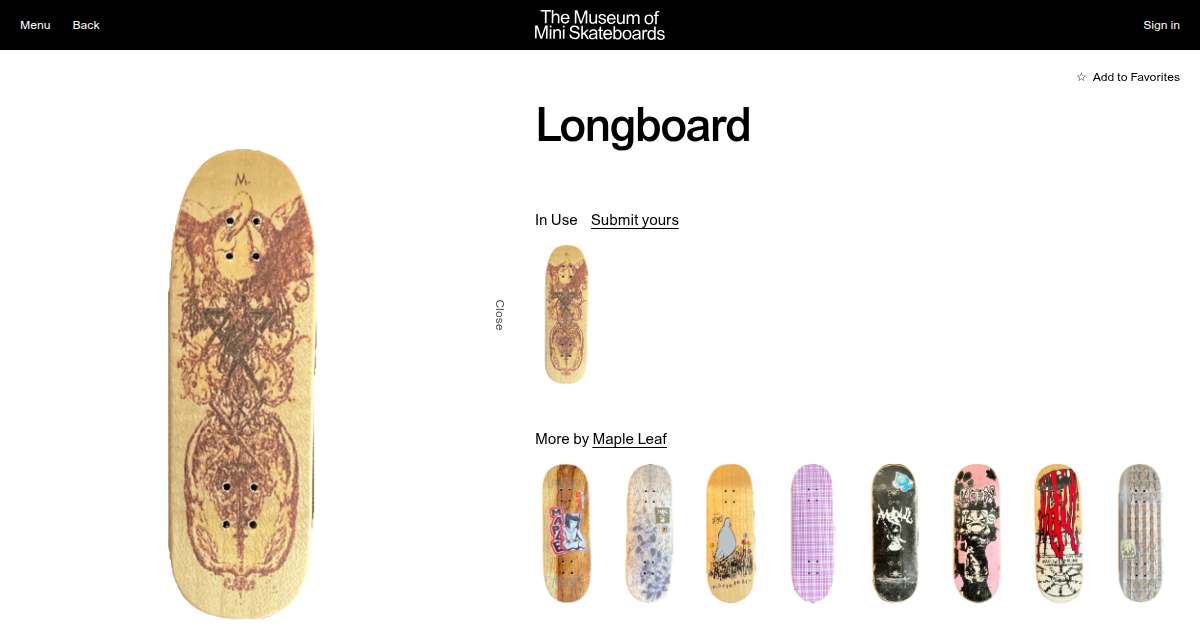 Menu
Back
The Museum of
Mini Skateboards
Sign in
☆ Add to Favorites
Longboard
M.
In Use Submit yours
Close
More by Maple Leaf